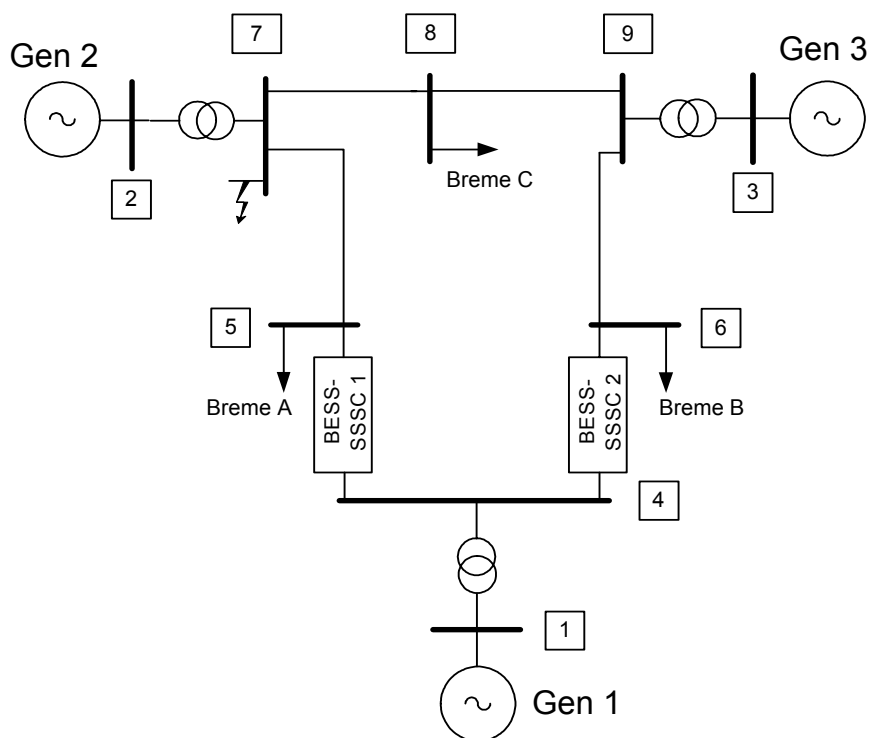 7
8
9
Gen 2
Gen 3
Breme C
2
3
5
6
Breme A
BESS-
SSSC 1
BESS-
SSSC 2
Breme B
4
1
Gen 1